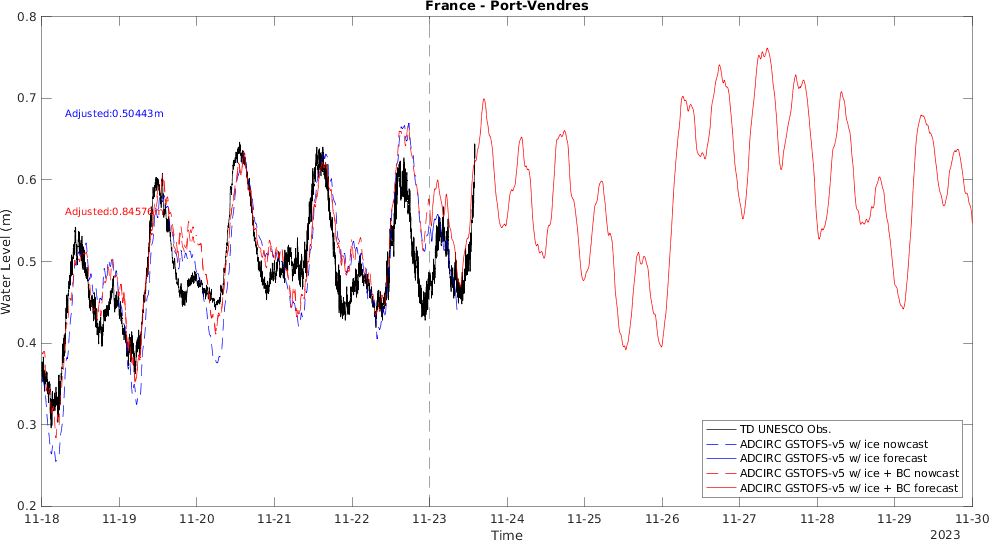 France - Port-Vendres
0.8
0.7
0.6
0.5
0.4
0.3
0.2
Water Level (m)
Adjusted:0.50443m
Adjusted:0.84576m
TD UNESCO Obs.
ADCIRC GSTOFS-v5 w/ ice nowcast
ADCIRC GSTOFS-v5 w/ ice forecast
ADCIRC GSTOFS-v5 w/ ice + BC nowcast
ADCIRC GSTOFS-v5 w/ ice + BC forecast
11-18 11-19 11-20 11-21 11-22 11-23 11-24 11-25 11-26 11-27 11-28 11-29 11-30
Time
2023